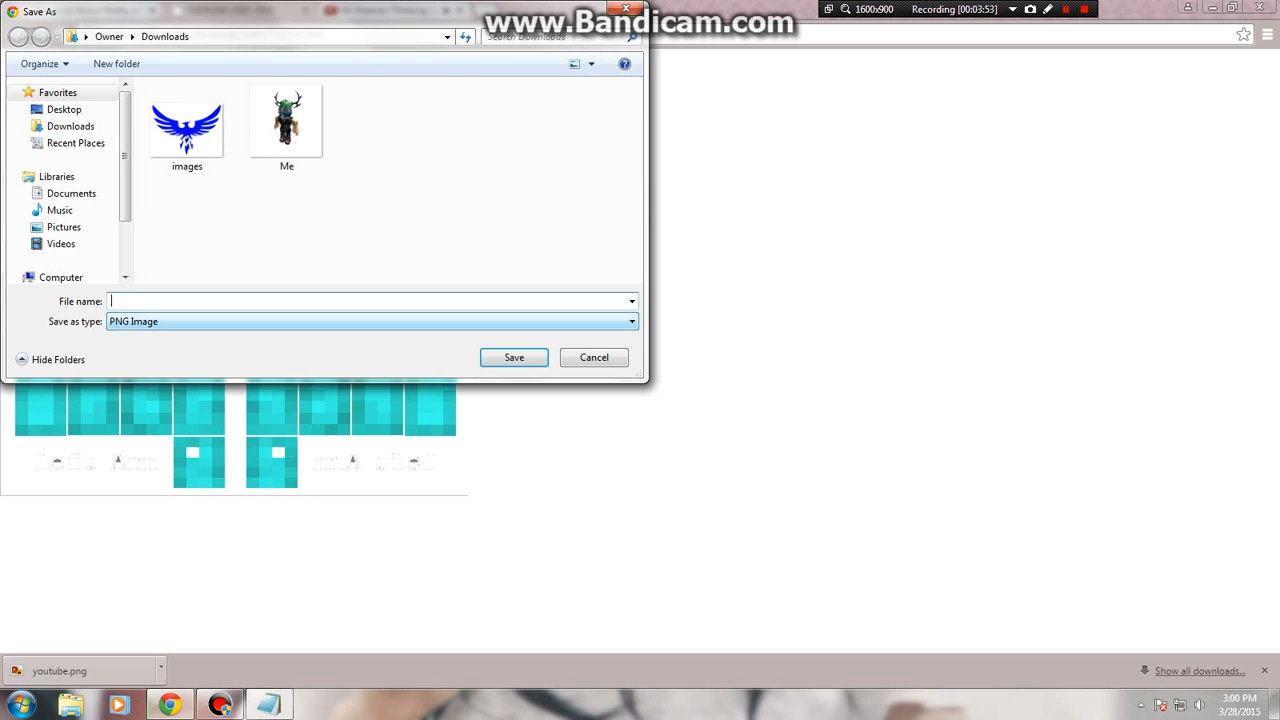 Save As
www.Bandicam.com
1600x900
Recording [00:03:53]
Owner
Downloads
Search Downloads
Organize
New folder
Favorites
Desktop
Downloads
Recent Places
Libraries
Documents
Music
Pictures
Videos
Computer
images
Me
File name:
Save as type:
PNG Image
Hide Folders
Save
Cancel
youtube.png
Show all downloads...
3:00 PM
3/28/2015